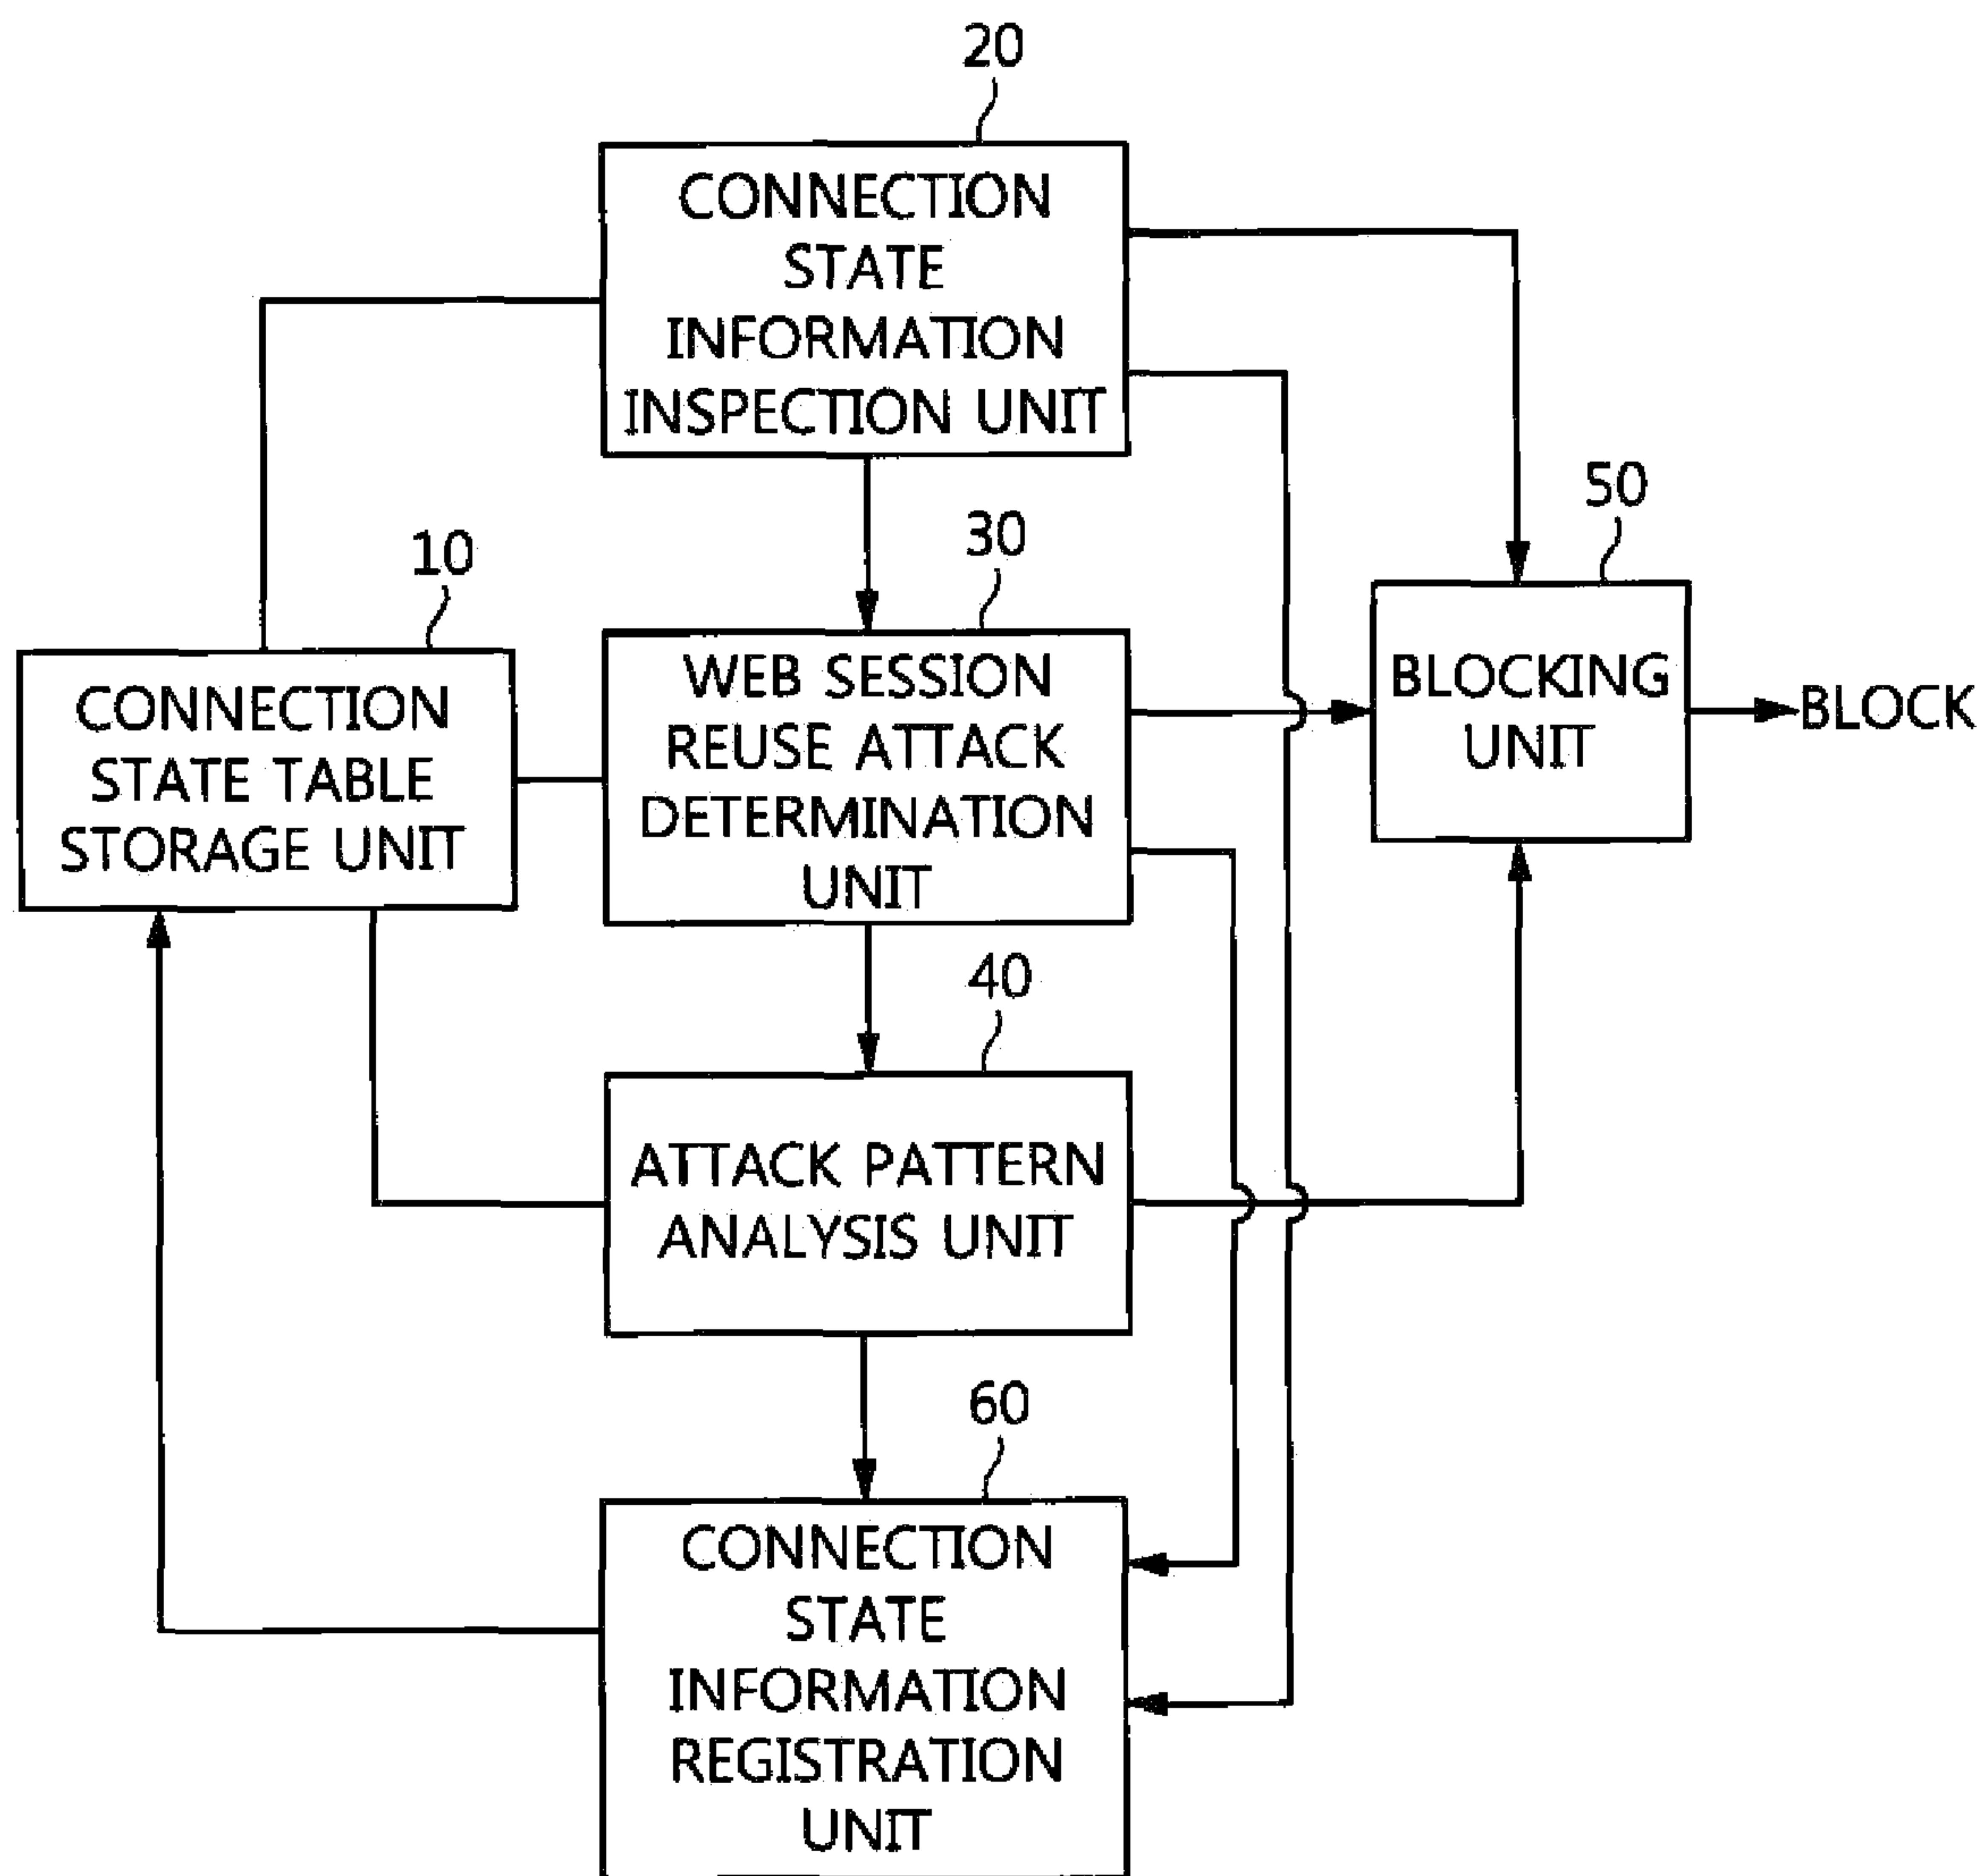 20
CONNECTION
STATE
INFORMATION
INSPECTION UNIT
10
CONNECTION
STATE TABLE
STORAGE UNIT
30
WEB SESSION
REUSE ATTACK
DETERMINATION
UNIT
50
BLOCKING
UNIT
BLOCK
40
ATTACK PATTERN
ANALYSIS UNIT
60
CONNECTION
STATE
INFORMATION
REGISTRATION
UNIT